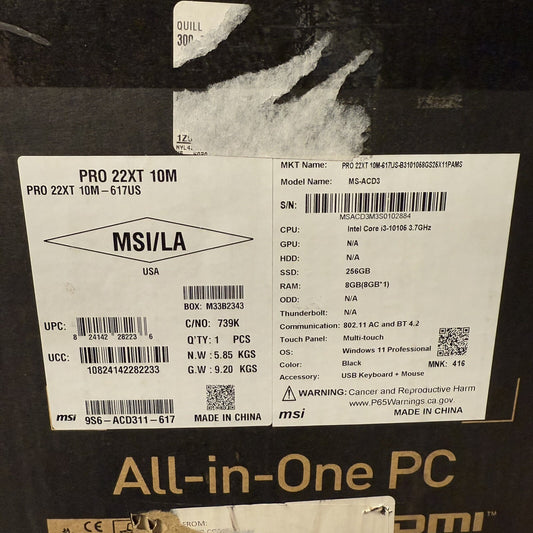 QUILL
300
PRO 22XT 10M
PRO 22XT 10M-617US
MSI/LA
USA
BOX: M33B2343
UPC: 8 24142 28223 6
C/NO: 739K
Q'TY: 1 PCS
UCC: 10824142282233
N.W : 5.85 KGS
G.W : 9.20 KGS
msi 9S6-ACD311-617 MADE IN CHINA
MKT Name: PRO 22XT 10M-617US-B3101068GS25X11PAMS
Model Name: MS-ACD3
S/N:
MSACD3M3S0102884
CPU: Intel Core i3-10106 3.7GHz
GPU: N/A
HDD: N/A
SSD: 256GB
RAM: 8GB(8GB*1)
ODD: N/A
Thunderbolt: N/A
Communication: 802.11 AC and BT 4.2
Touch Panel: Multi-touch
OS: Windows 11 Professional
Color: Black
MNK: 416
Accessory: USB Keyboard + Mouse
WARNING: Cancer and Reproductive Harm
www.P65Warnings.ca.gov
msi MADE IN CHINA
All-in-One PC
CE
FROM: